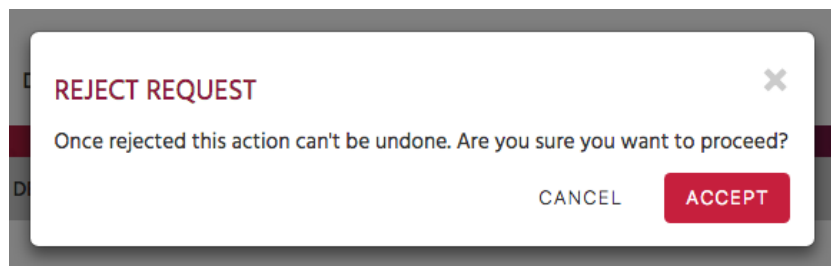 REJECT REQUEST
Once rejected this action can't be undone. Are you sure you want to proceed?
CANCEL ACCEPT